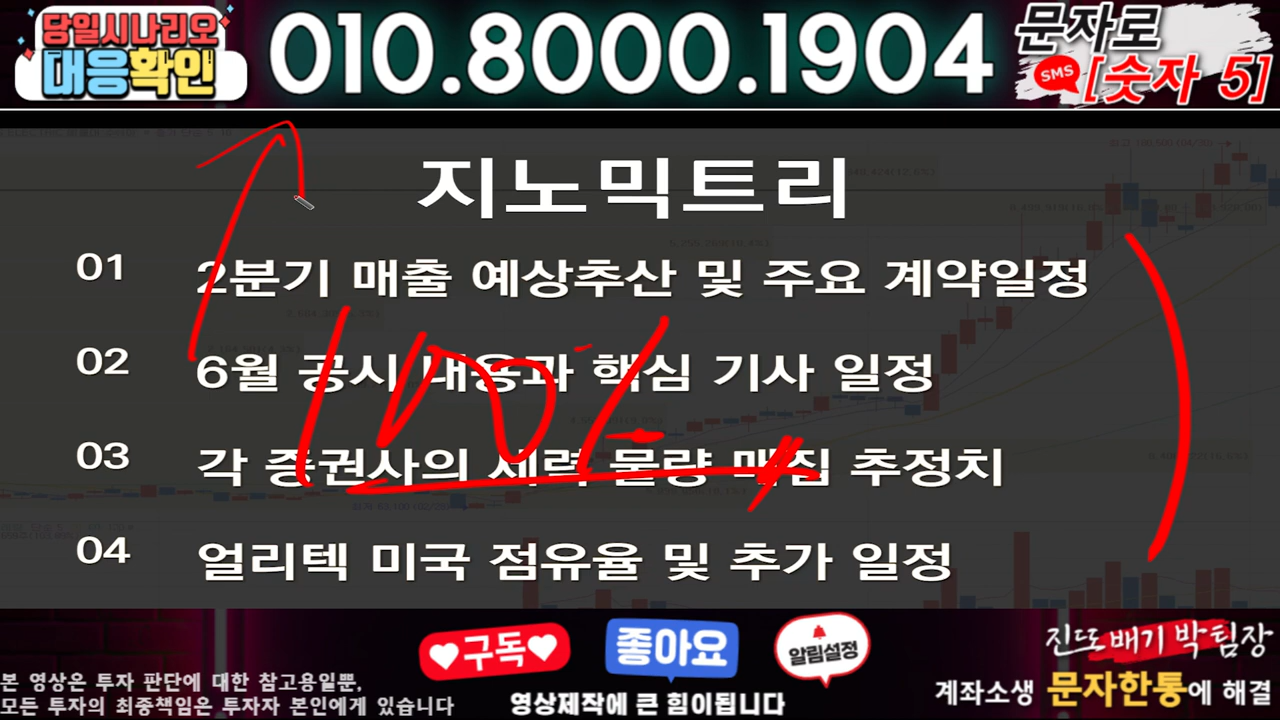 당일시나리오
대응확인
010.8000.1904
문자로
SMS
[숫자 5]
지노믹트리
01
2분기 매출 예상추산 및 주요 계약일정
02
6월 공시 내용과 핵심 기사 일정
03
각 증권사의 세력 물량 매집 추정치
04
얼리텍 미국 점유율 및 추가 일정
100%
구독
좋아요
알림설정
영상제작에 큰 힘이됩니다
본 영상은 투자 판단에 대한 참고용일뿐,
모든 투자의 최종책임은 투자자 본인에게 있습니다
진또배기 박팀장
계좌소생 문자한통에 해결